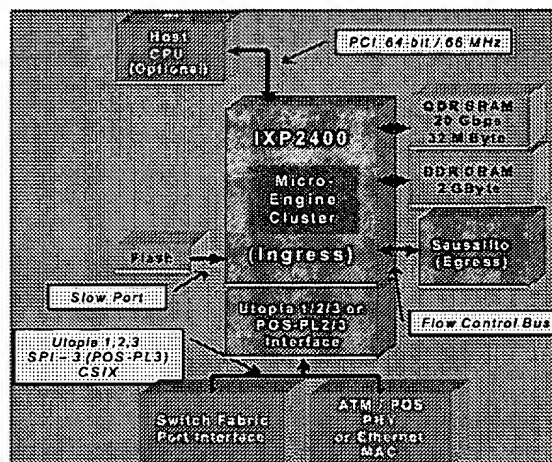 Host
CPU
(Optional)
PCI 64-bit / 66 MHz
IXP2400
Micro-
Engine
Cluster
(Ingress)
QDR SRAM
20 Gbps
32 M Byte
DDR DRAM
2 GByte
Sausalito
(Egress)
Flash
Slow Port
Utopia 1/2/3 or
POS-PL2/3
Interface
Flow Control Bus
Utopia 1,2,3
SPI – 3 (POS-PL3)
CSIX
Switch Fabric
Port Interface
ATM / POS
PHY
or Ethernet
MAC